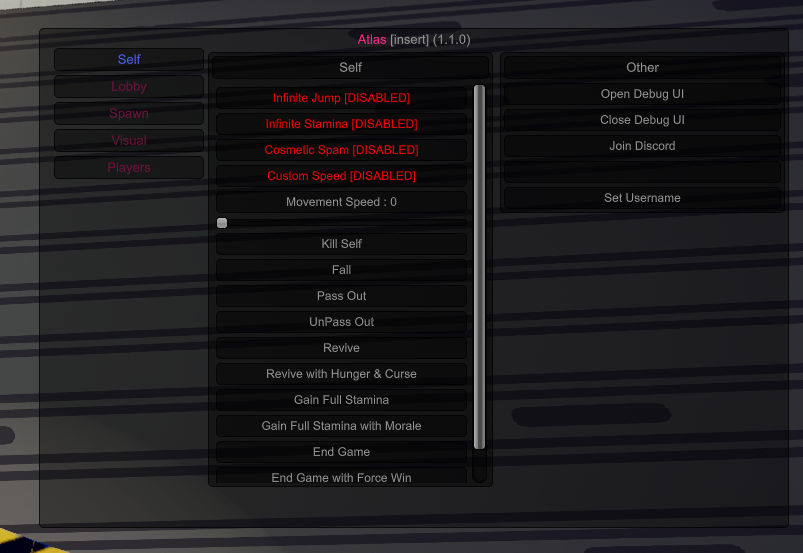 Atlas [insert] (1.1.0)
Self
Lobby
Spawn
Visual
Players
Self
Infinite Jump [DISABLED]
Infinite Stamina [DISABLED]
Cosmetic Spam [DISABLED]
Custom Speed [DISABLED]
Movement Speed : 0
Kill Self
Fall
Pass Out
UnPass Out
Revive
Revive with Hunger & Curse
Gain Full Stamina
Gain Full Stamina with Morale
End Game
End Game with Force Win
Other
Open Debug UI
Close Debug UI
Join Discord
Set Username